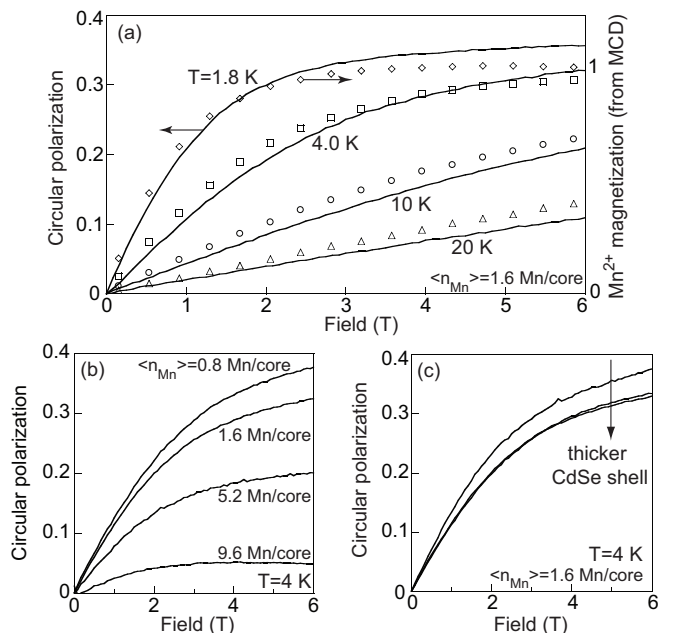 (a)
T=1.8 K
4.0 K
10 K
20 K
<n_Mn>=1.6 Mn/core
Circular polarization
0.4
0.3
0.2
0.1
0
1
0
Mn²⁺ magnetization (from MCD)
0 1 2 3 4 5 6
Field (T)
(b)
<n_Mn>=0.8 Mn/core
1.6 Mn/core
5.2 Mn/core
9.6 Mn/core
T=4 K
Circular polarization
0.4
0.3
0.2
0.1
0
0 2 4 6
Field (T)
(c)
thicker
CdSe shell
T=4 K
<n_Mn>=1.6 Mn/core
Circular polarization
0.4
0.3
0.2
0.1
0
0 2 4 6
Field (T)